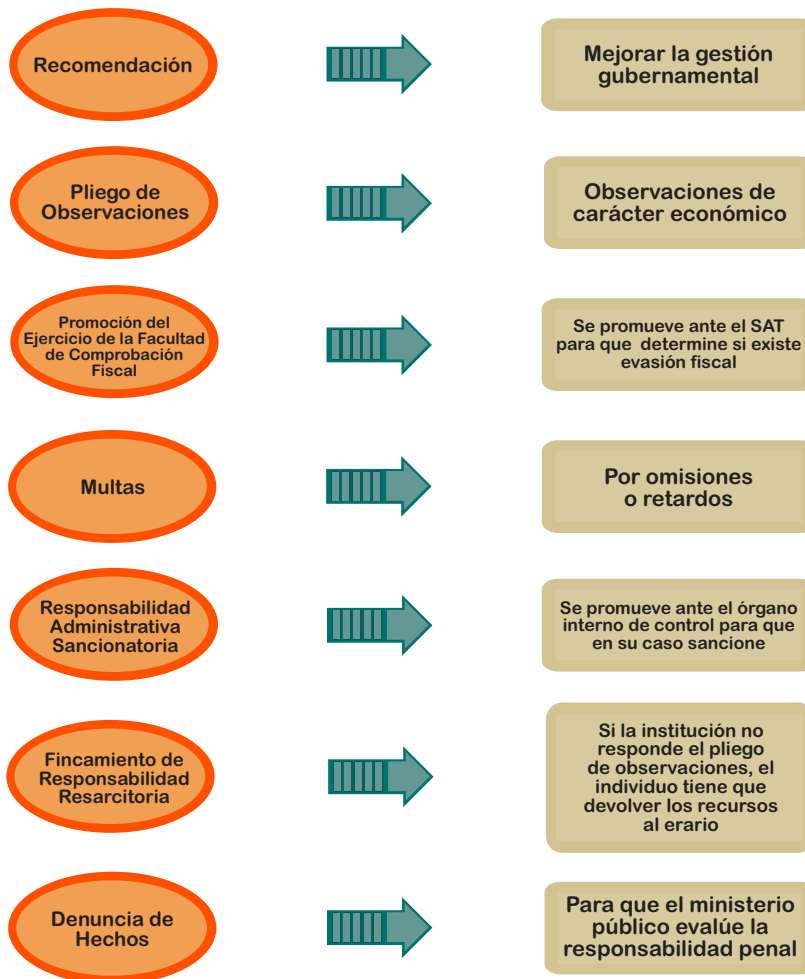 Recomendación
Mejorar la gestión
gubernamental
Pliego de
Observaciones
Observaciones de
carácter económico
Promoción del
Ejercicio de la Facultad
de Comprobación
Fiscal
Se promueve ante el SAT
para que determine si existe
evasión fiscal
Multas
Por omisiones
o retardos
Responsabilidad
Administrativa
Sancionatoria
Se promueve ante el órgano
interno de control para que
en su caso sancione
Fincamiento de
Responsabilidad
Resarcitoria
Si la institución no
responde el pliego
de observaciones, el
individuo tiene que
devolver los recursos
al erario
Denuncia de
Hechos
Para que el ministerio
público evalúe la
responsabilidad penal